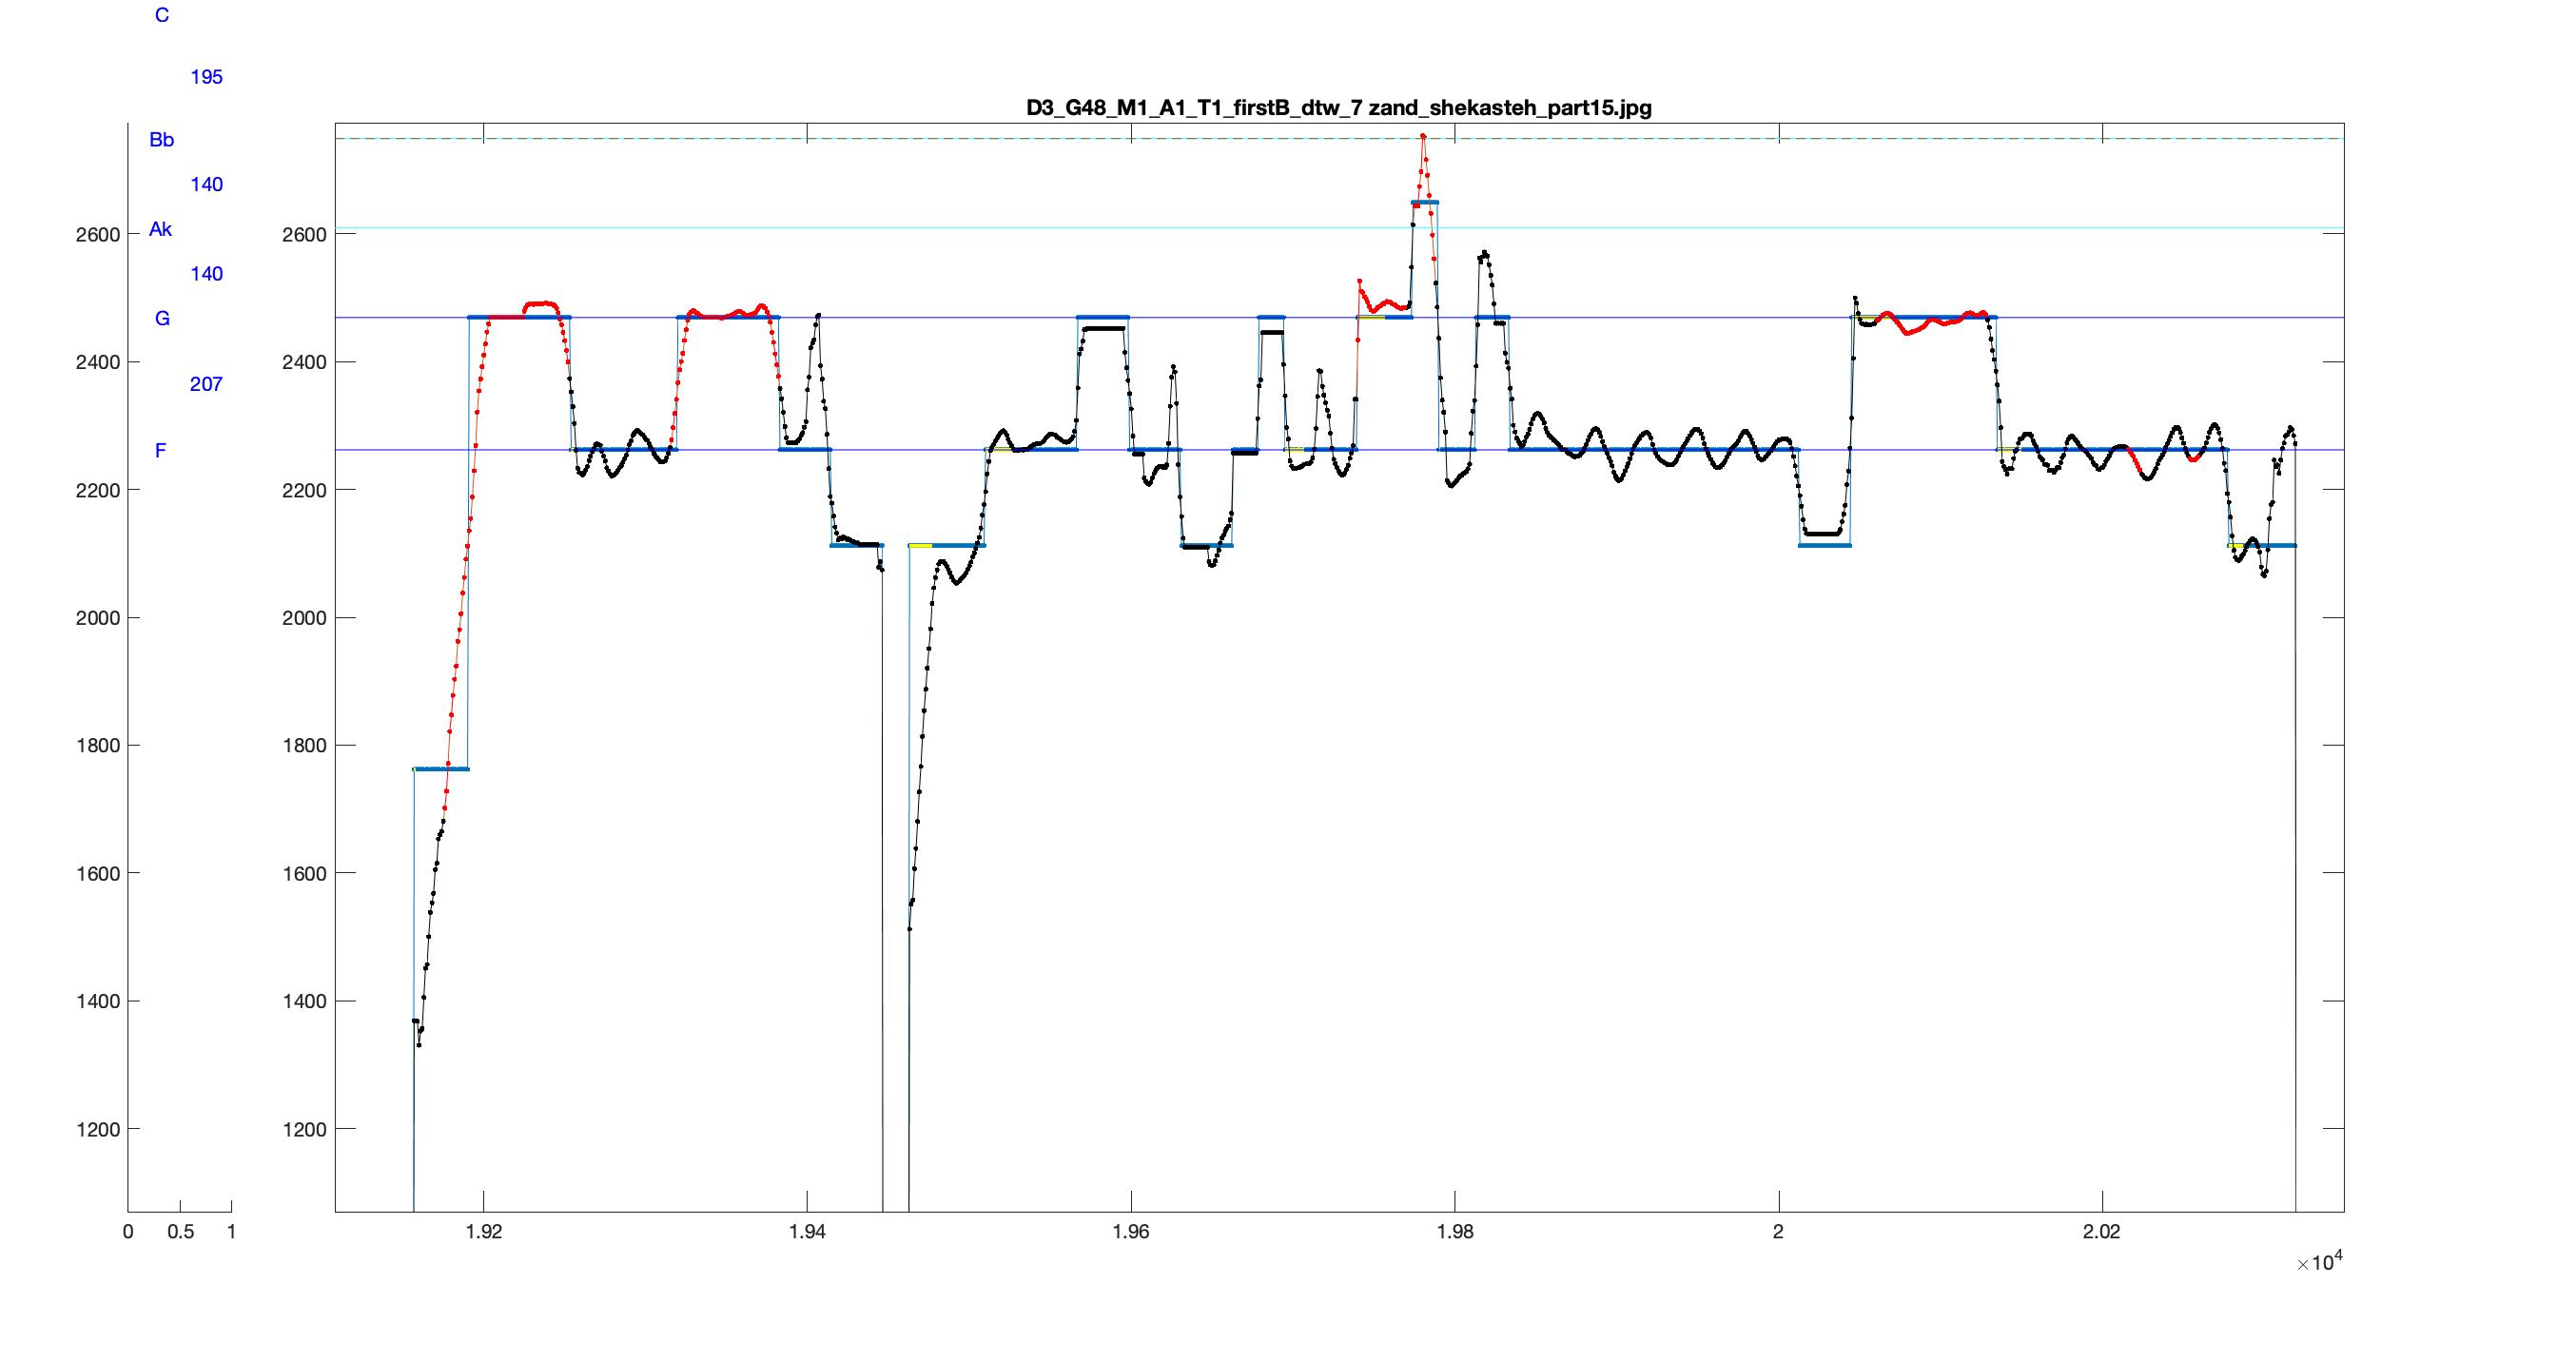 C
195
D3_G48_M1_A1_T1_firstB_dtw_7 zand_shekasteh_part15.jpg
Bb
140
2600 Ak 2600
140
G
2400 2400
207
F
2200 2200
2000 2000
1800 1800
1600 1600
1400 1400
1200 1200
0 0.5 1 1.92 1.94 1.96 1.98 2 2.02
×10^4